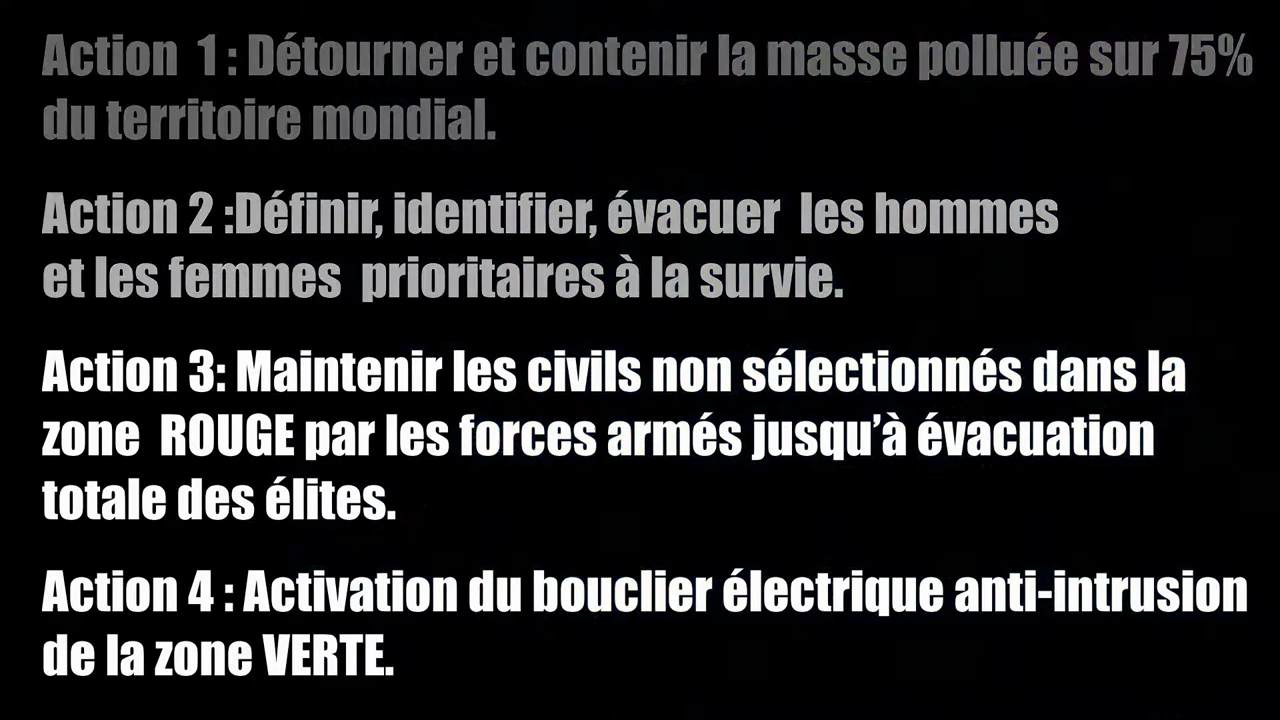 Action  1 : Détourner et contenir la masse polluée sur 75%
du territoire mondial.
Action 2 :Définir, identifier, évacuer  les hommes
et les femmes  prioritaires à la survie.
Action 3: Maintenir les civils non sélectionnés dans la
zone  ROUGE par les forces armés jusqu’à évacuation
totale des élites.
Action 4 : Activation du bouclier électrique anti-intrusion
de la zone VERTE.